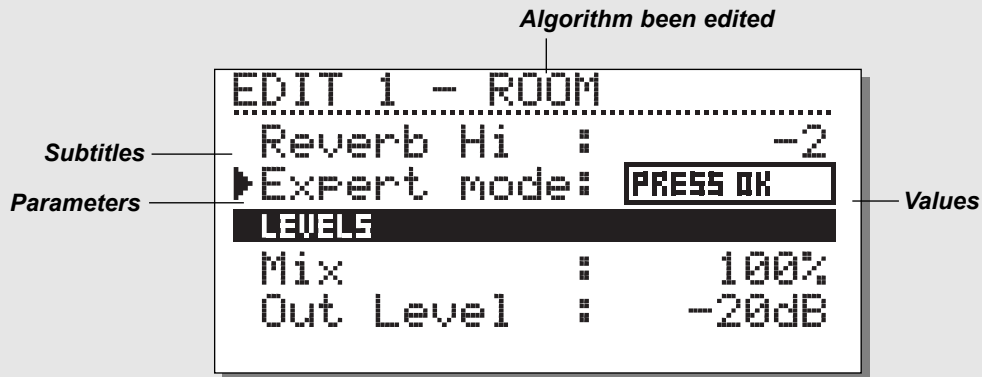 Algorithm been edited
EDIT 1 - ROOM
Reverb Hi : -2
Subtitles
Expert mode: PRESS OK
Parameters
Values
LEVELS
Mix : 100%
Out Level : -20dB